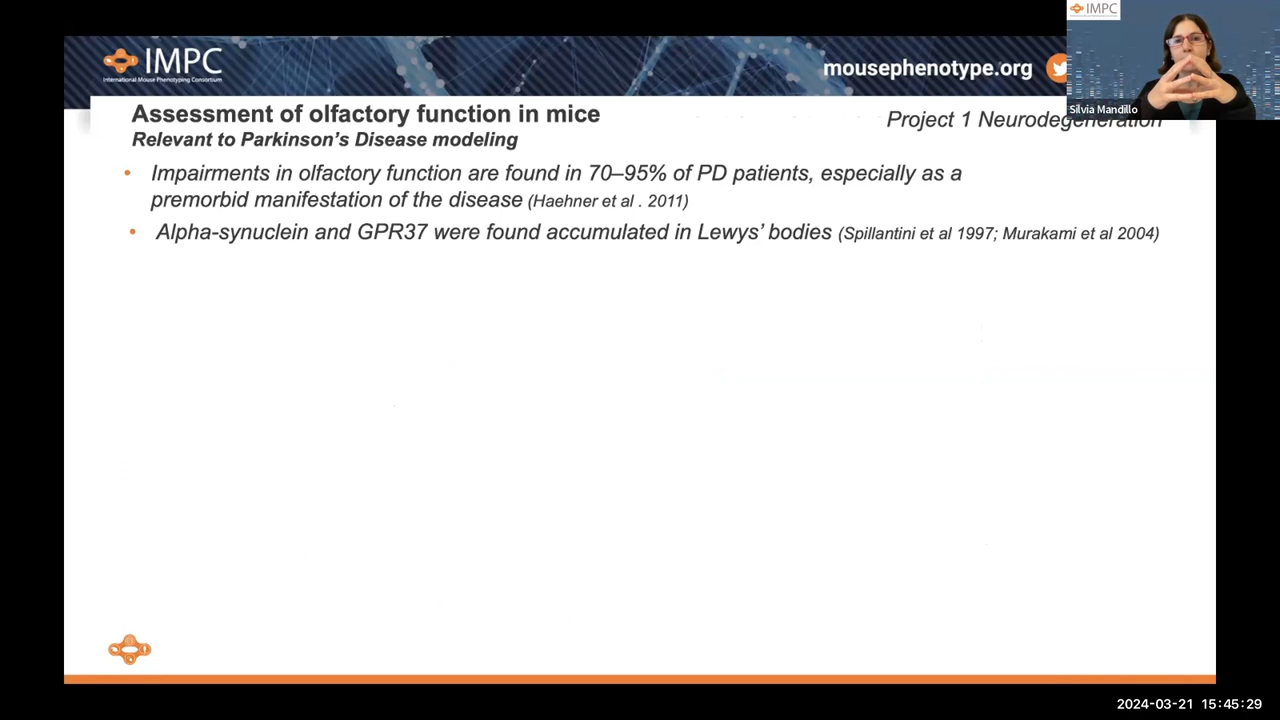 IMPC
International Mouse Phenotyping Consortium
mousephenotype.org
IMPC
Silvia Mandillo
Assessment of olfactory function in mice
Project 1 Neurodegeneration
Relevant to Parkinson's Disease modeling
• Impairments in olfactory function are found in 70–95% of PD patients, especially as a
premorbid manifestation of the disease (Haehner et al . 2011)
• Alpha-synuclein and GPR37 were found accumulated in Lewys' bodies (Spillantini et al 1997; Murakami et al 2004)
2024-03-21 15:45:29